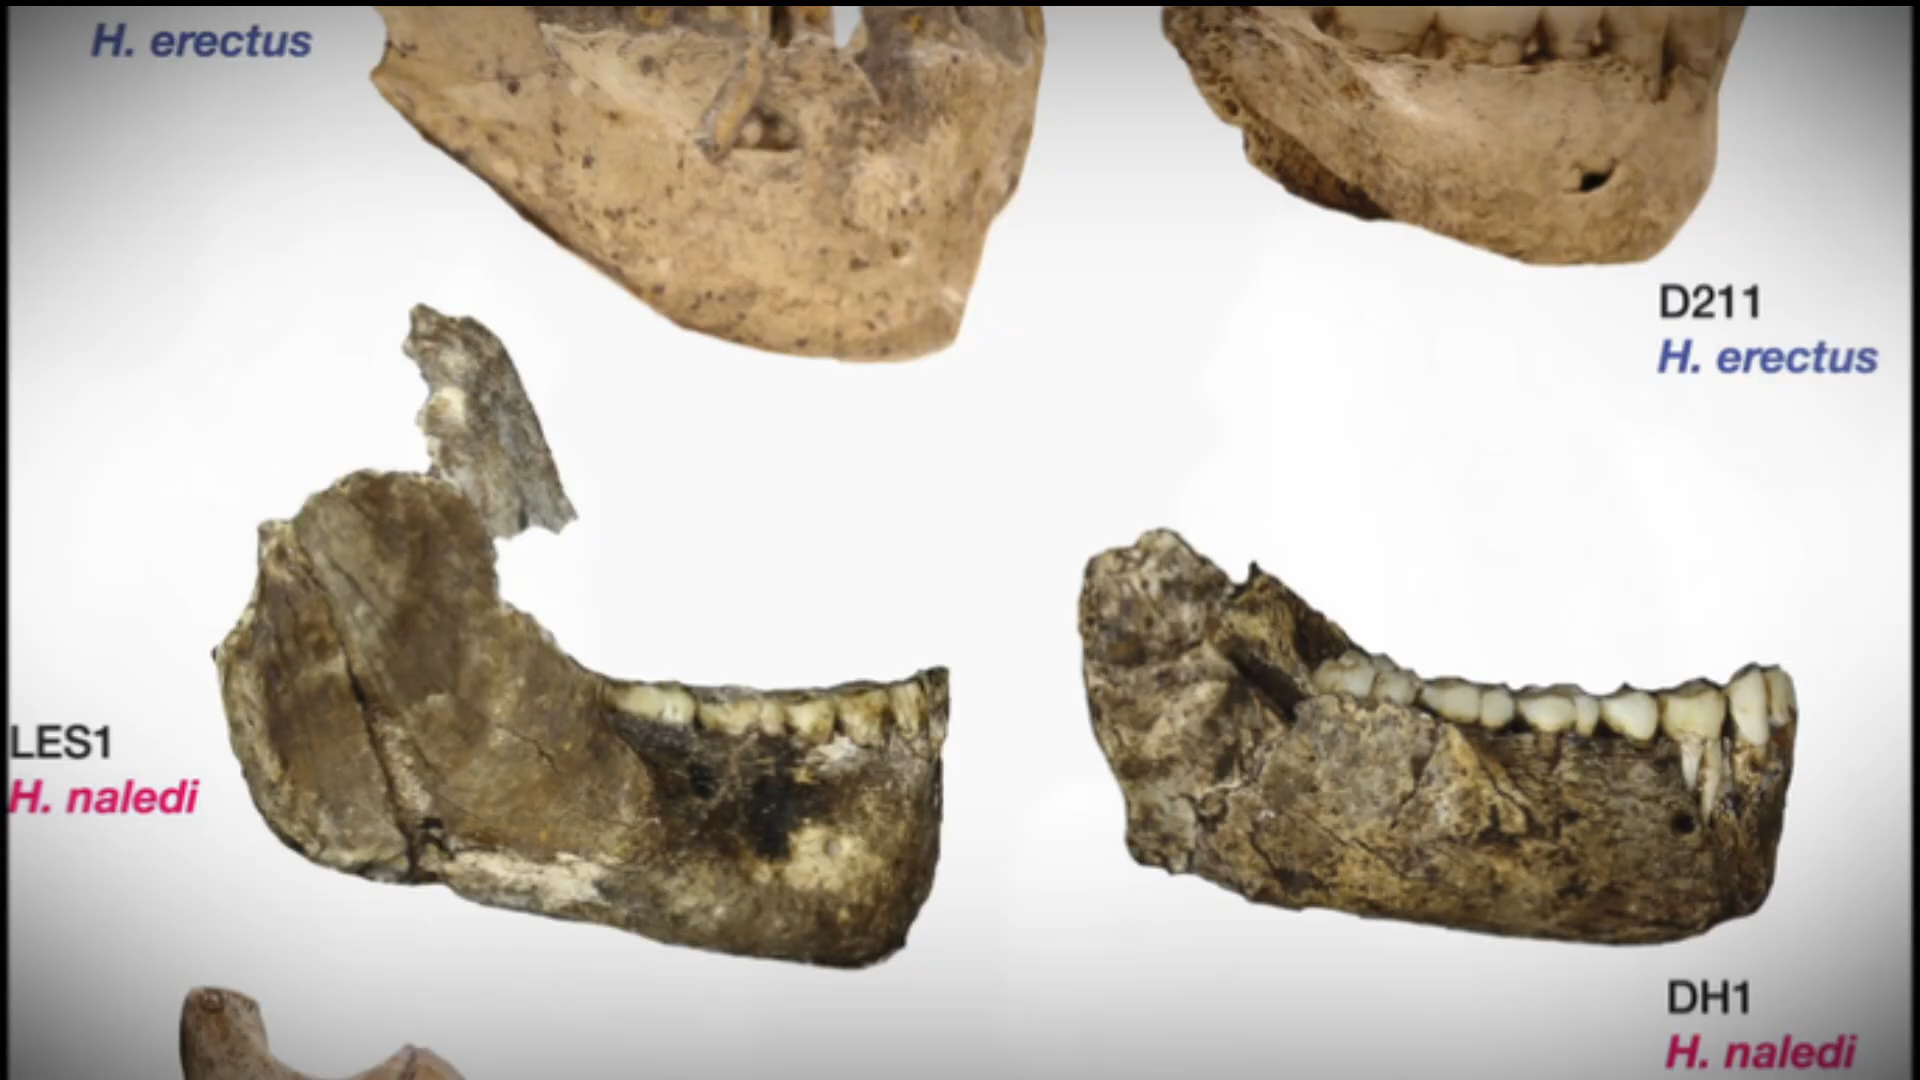 H. erectus
D211
H. erectus
LES1
H. naledi
DH1
H. naledi